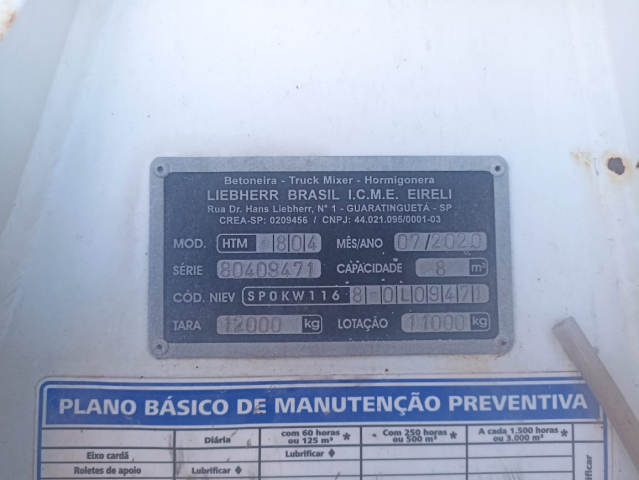 Betoneira - Truck Mixer - Hormigonera
LIEBHERR BRASIL I.C.M.E. EIRELI
Rua Dr. Hans Liebherr, N° 1 - GUARATINGUETÁ - SP
CREA-SP: 0209456 / CNPJ: 44.021.095/0001-03
MOD. HTM 804 MÊS/ANO 07/2020
SÉRIE 80409471 CAPACIDADE 8 m³
CÓD. NIEV SP0KW116 8-0L09471
TARA 12000 kg LOTAÇÃO 11000 kg
PLANO BÁSICO DE MANUTENÇÃO PREVENTIVA
Diária com 60 horas ou 125 m³ * Com 250 horas ou 500 m³ * A cada 1.500 horas ou 3.000 m³ *
Eixo cardã Lubrificar ♦
Roletes de apoio Lubrificar ♦